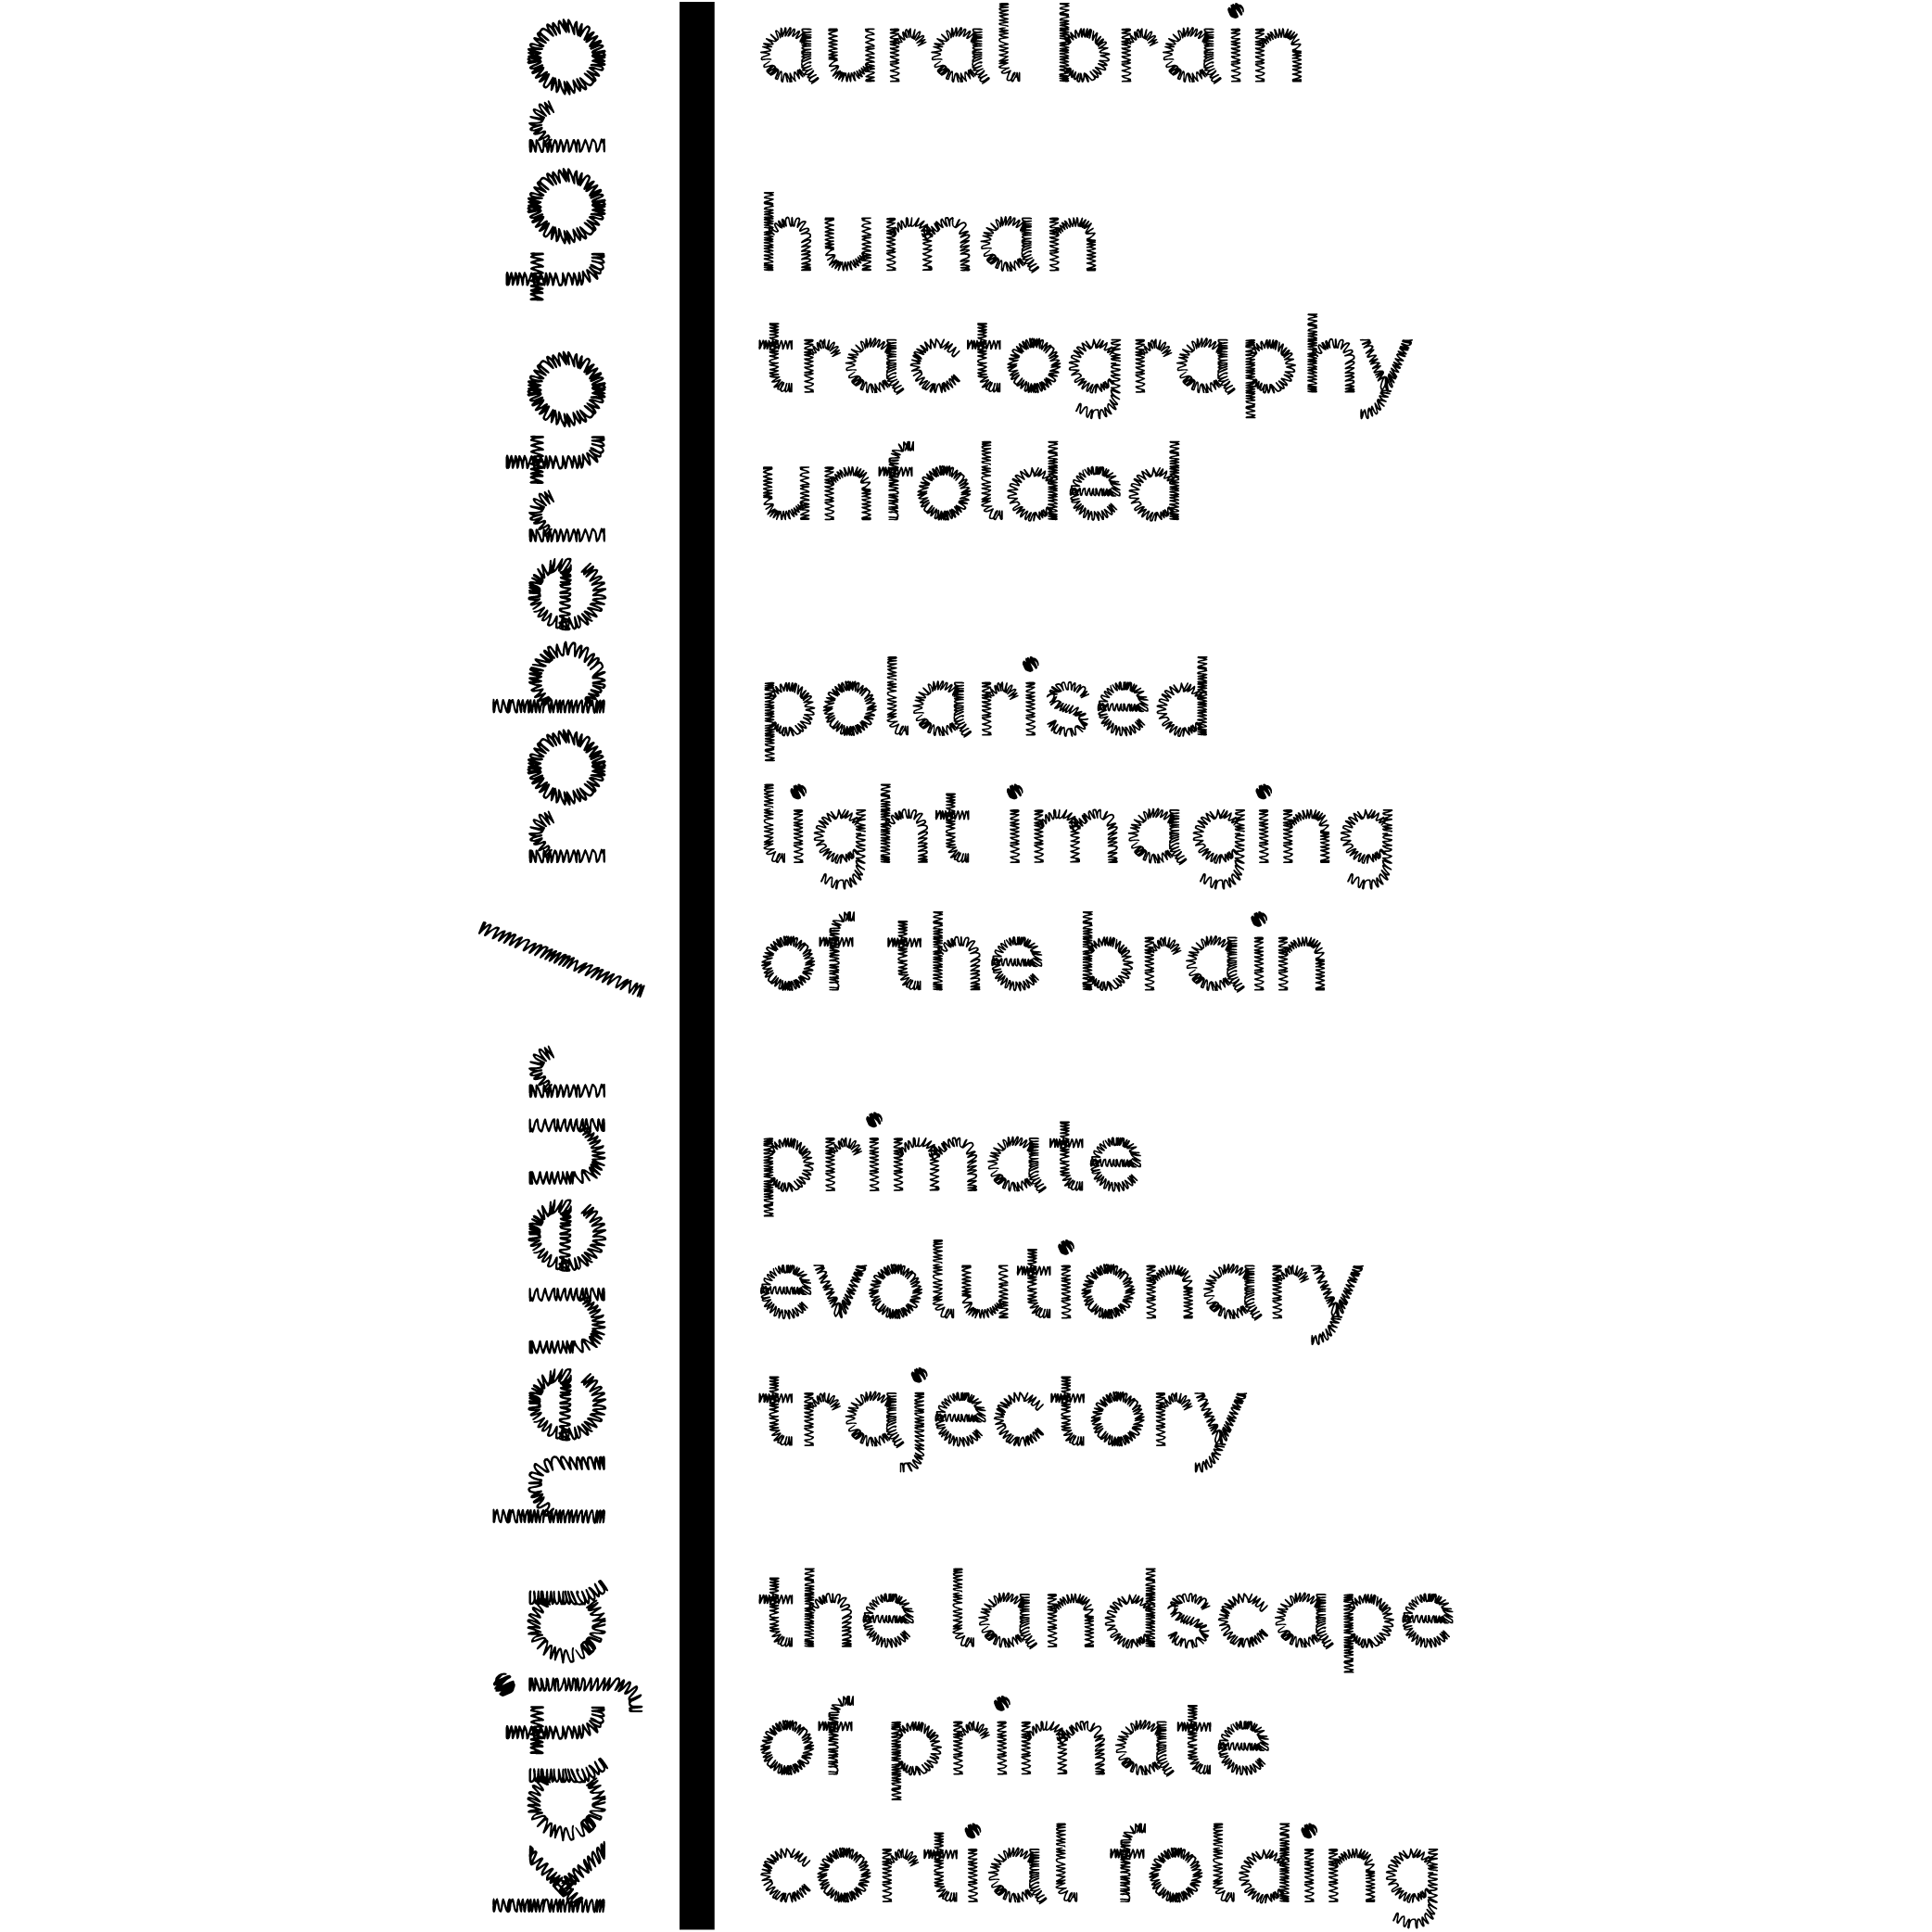 katja heuer / roberto toro
aural brain
human
tractography
unfolded
polarised
light imaging
of the brain
primate
evolutionary
trajectory
the landscape
of primate
cortial folding